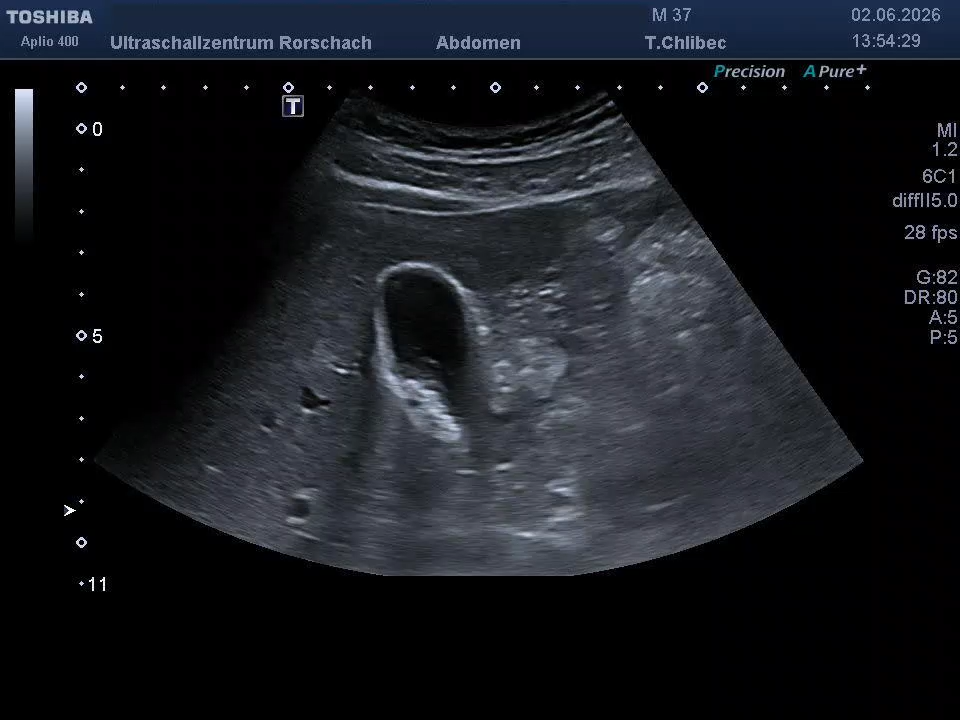 TOSHIBA M 37 02.06.2026
Aplio 400 Ultraschallzentrum Rorschach Abdomen T.Chlibec 13:54:29
Precision A Pure+
T
0
MI
1.2
6C1
diffII5.0
28 fps
G:82
DR:80
A:5
5
P:5
11